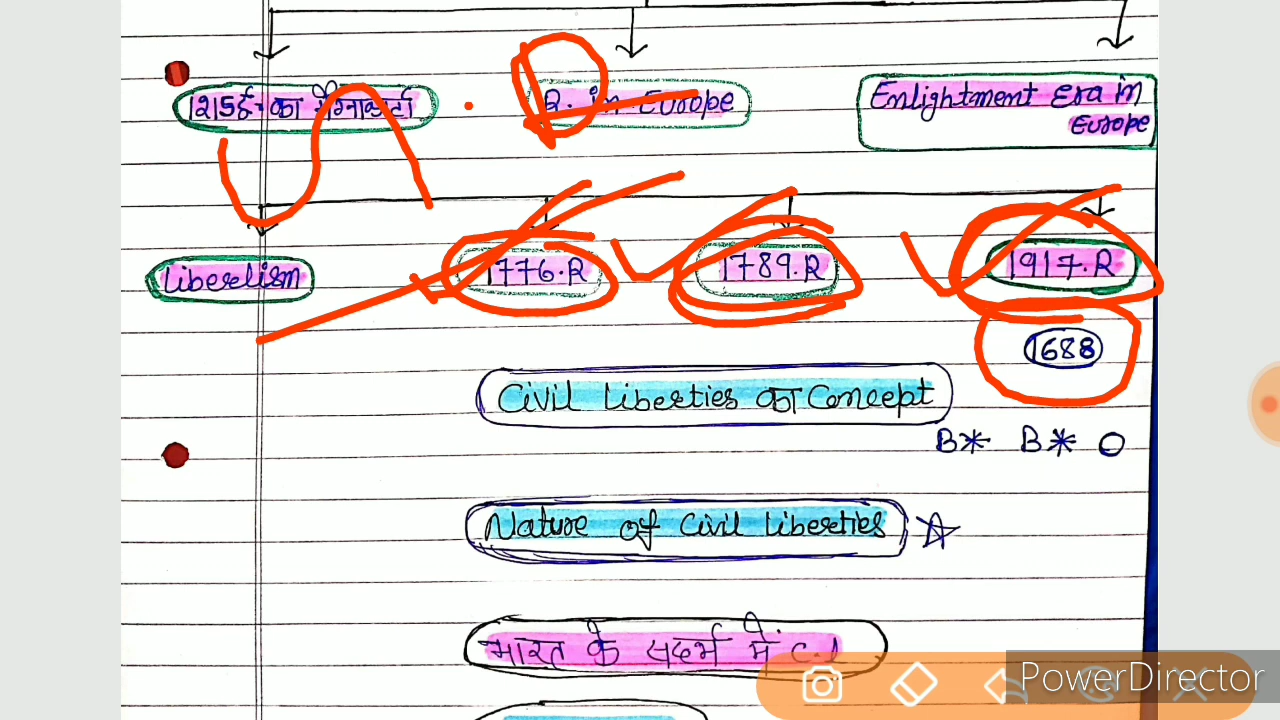 1215ई. का मैग्नाकार्टा
R. in Europe
Enlightment Era in
Europe
Liberlism
1776.R
1789.R
1917.R
1688
Civil Liberties का Concept
B* B* O
Nature of Civil Liberties
भारत के संदर्भ में C.L
PowerDirector